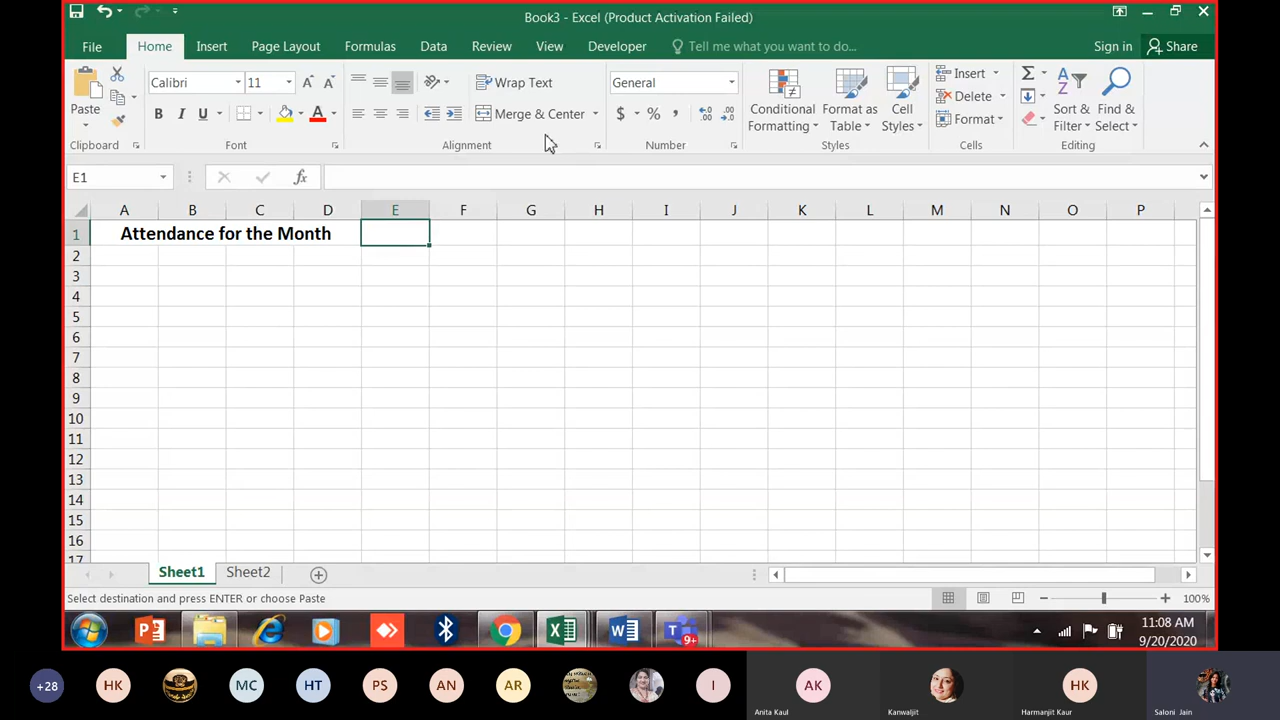 Book3 - Excel (Product Activation Failed)
File Home Insert Page Layout Formulas Data Review View Developer Tell me what you want to do... Sign in Share
Calibri 11 Wrap Text General
Paste B I U A Merge & Center $ % , Conditional Formatting Format as Table Cell Styles Insert Delete Format Σ Sort & Filter Find & Select
Clipboard Font Alignment Number Styles Cells Editing
E1 fx
A B C D E F G H I J K L M N O P
1 Attendance for the Month
2
3
4
5
6
7
8
9
10
11
12
13
14
15
16
17
Sheet1 Sheet2
Select destination and press ENTER or choose Paste 100%
9+ 11:08 AM
9/20/2020
+28 HK MC HT PS AN AR I AK HK
Anita Kaul Kanwaljit Harmanjit Kaur Saloni Jain